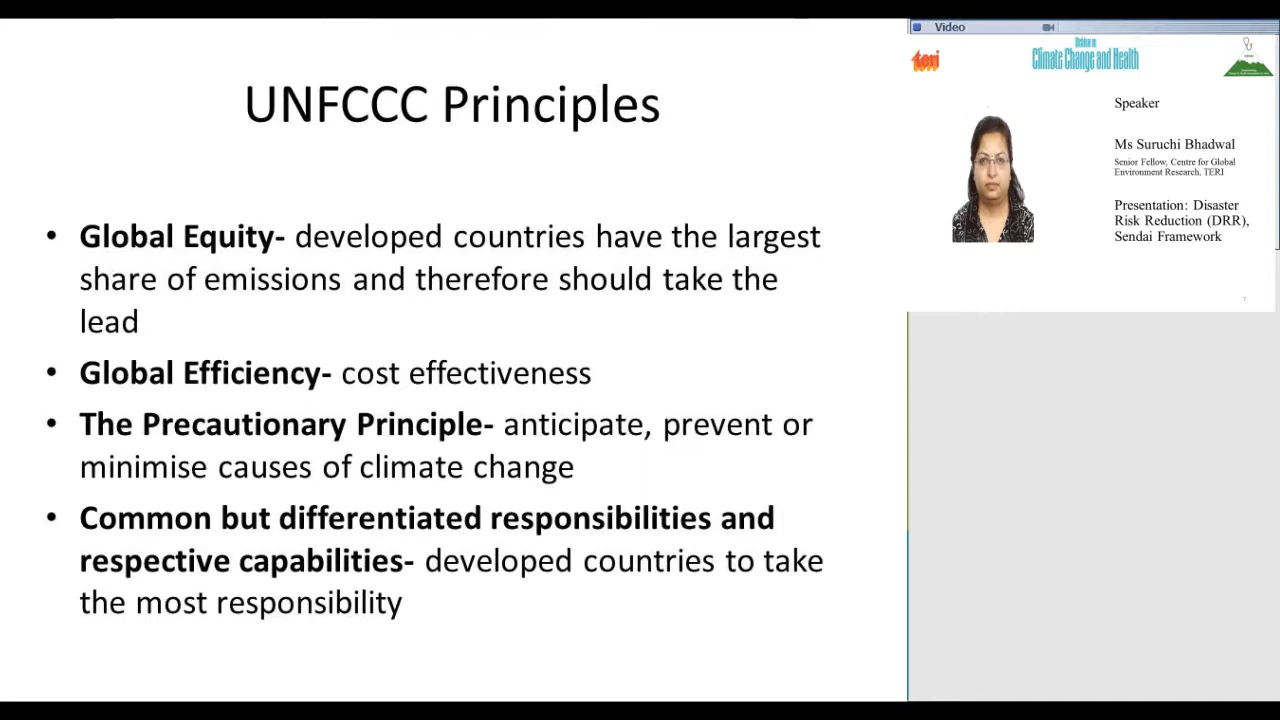 UNFCCC Principles
• Global Equity- developed countries have the largest
share of emissions and therefore should take the
lead
• Global Efficiency- cost effectiveness
• The Precautionary Principle- anticipate, prevent or
minimise causes of climate change
• Common but differentiated responsibilities and
respective capabilities- developed countries to take
the most responsibility
Video
teri
Climate Change and Health
Speaker
Ms Suruchi Bhadwal
Senior Fellow, Centre for Global
Environment Research, TERI
Presentation: Disaster
Risk Reduction (DRR),
Sendai Framework
7